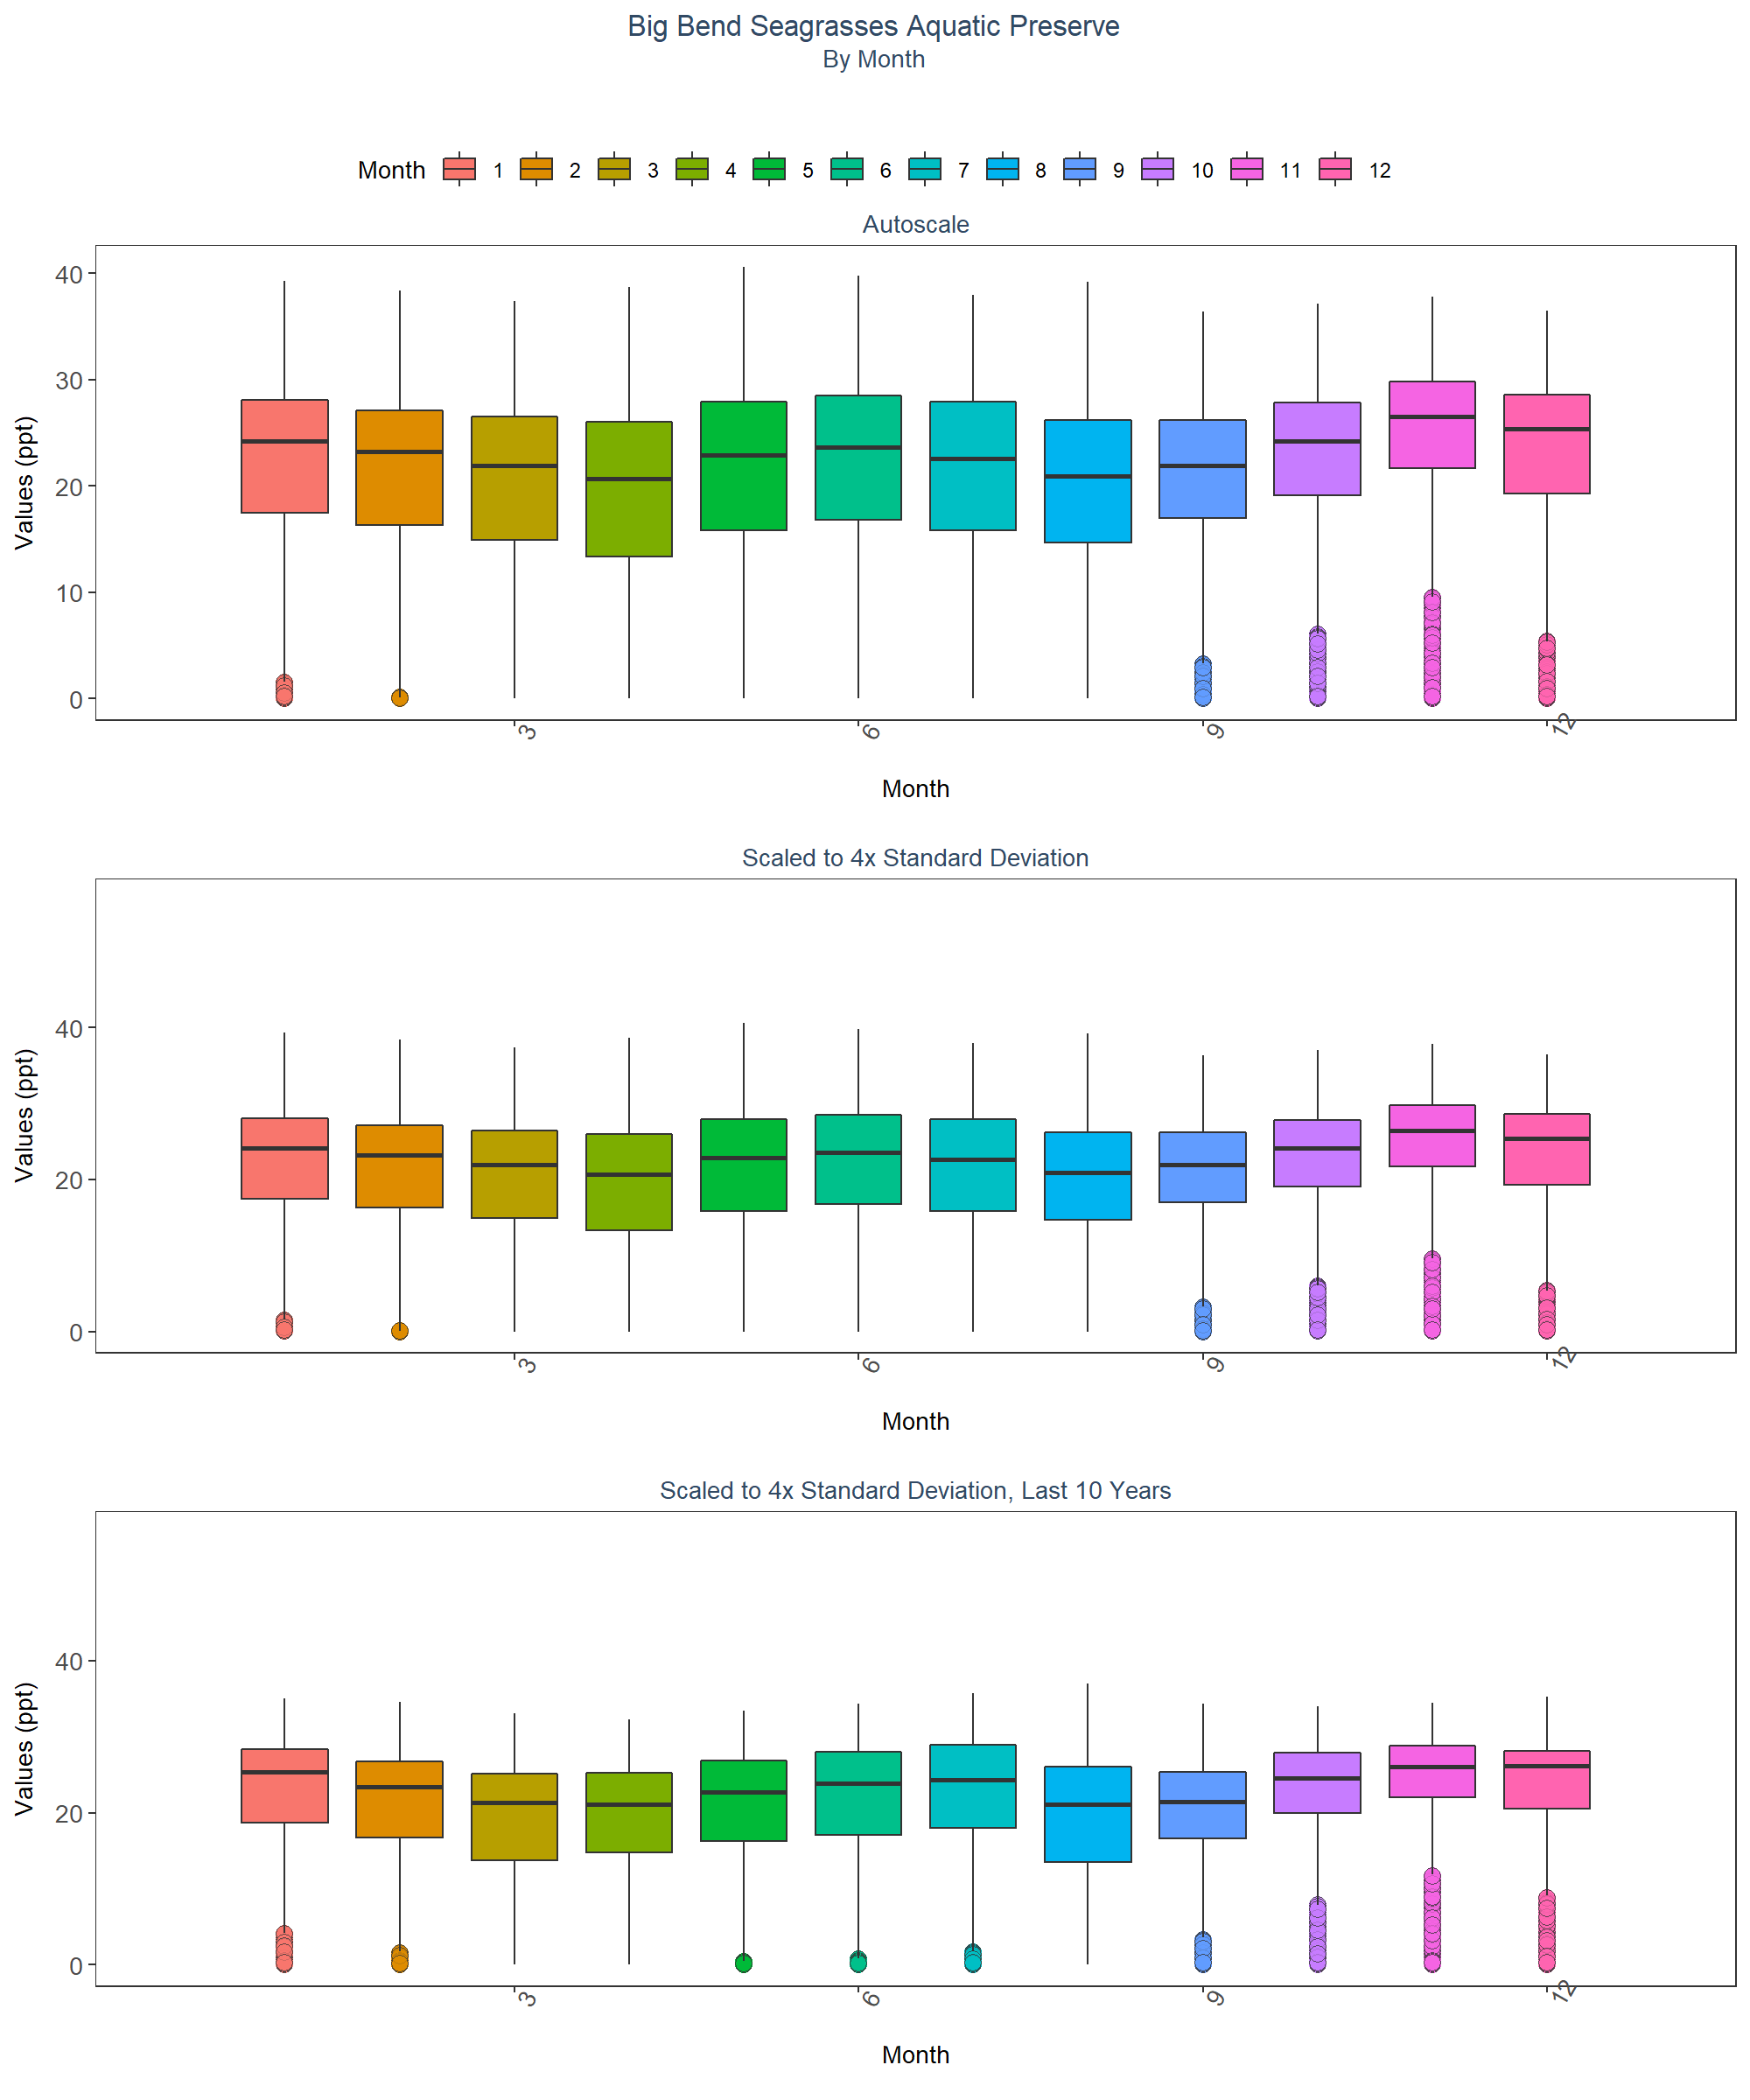 Big Bend Seagrasses Aquatic Preserve
By Month
Month 1 2 3 4 5 6 7 8 9 10 11 12
Autoscale
Values (ppt)
40
30
20
10
0
3 6 9 12
Month
Scaled to 4x Standard Deviation
Values (ppt)
40
20
0
3 6 9 12
Month
Scaled to 4x Standard Deviation, Last 10 Years
Values (ppt)
40
20
0
3 6 9 12
Month